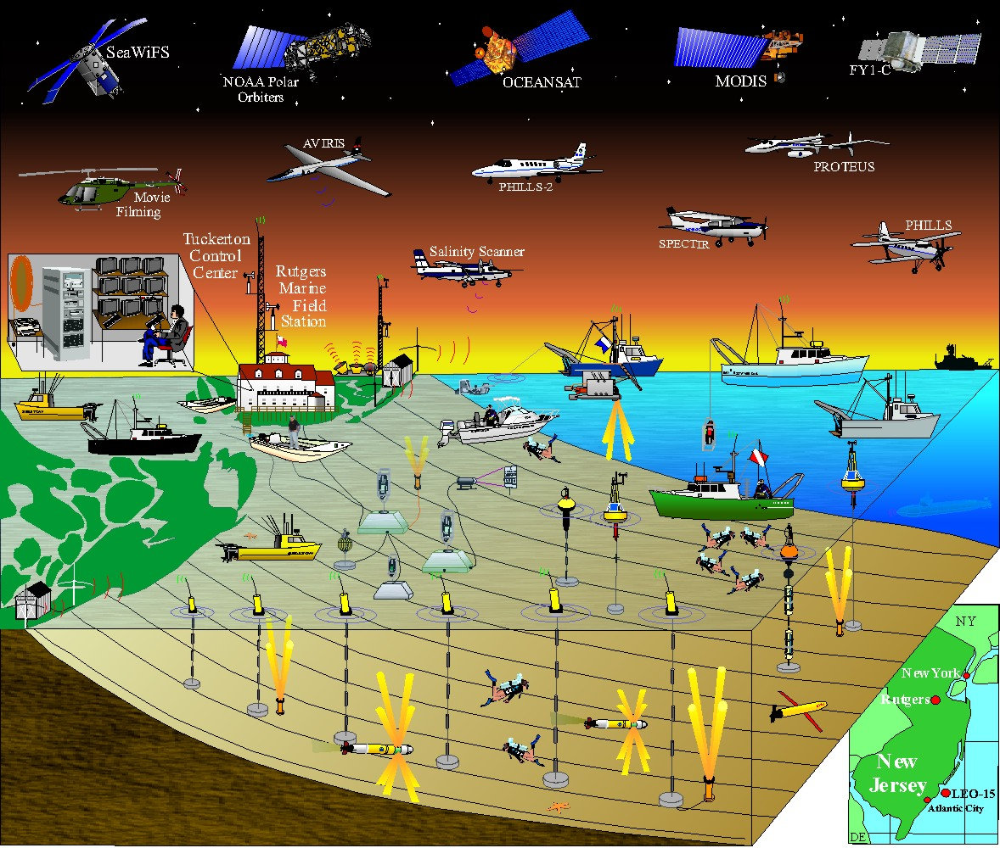 SeaWiFS
NOAA Polar
Orbiters
OCEANSAT
MODIS
FY1-C
AVIRIS
PHILLS-2
PROTEUS
Movie
Filming
SPECTIR
PHILLS
Tuckerton
Control
Center
Salinity Scanner
Rutgers
Marine
Field
Station
NY
New York
Rutgers
New
Jersey
LEO-15
Atlantic City
DE